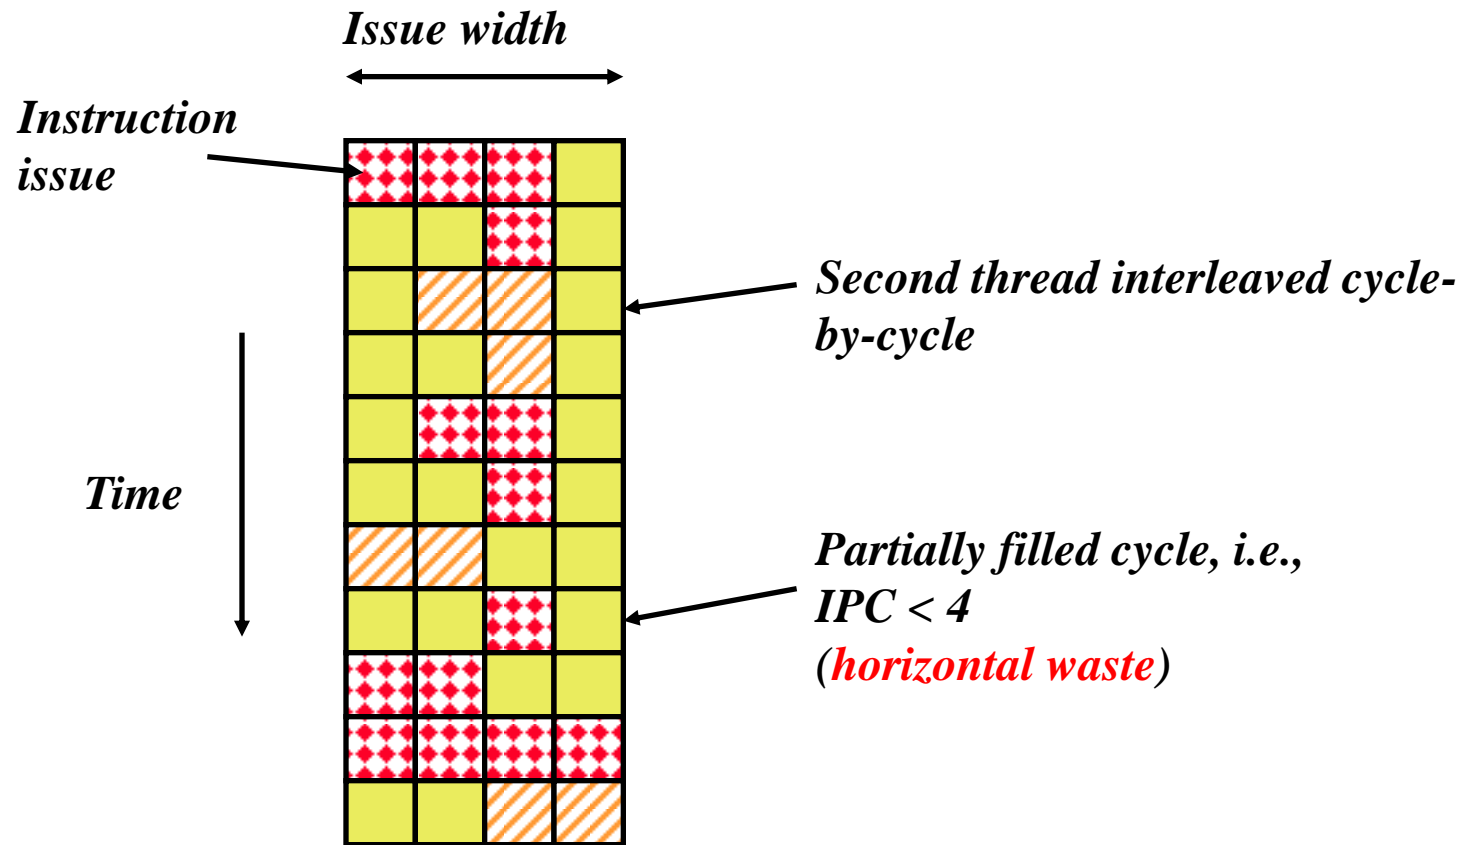 Issue width
Instruction
issue
Second thread interleaved cycle-
by-cycle
Time
Partially filled cycle, i.e.,
IPC < 4
(horizontal waste)